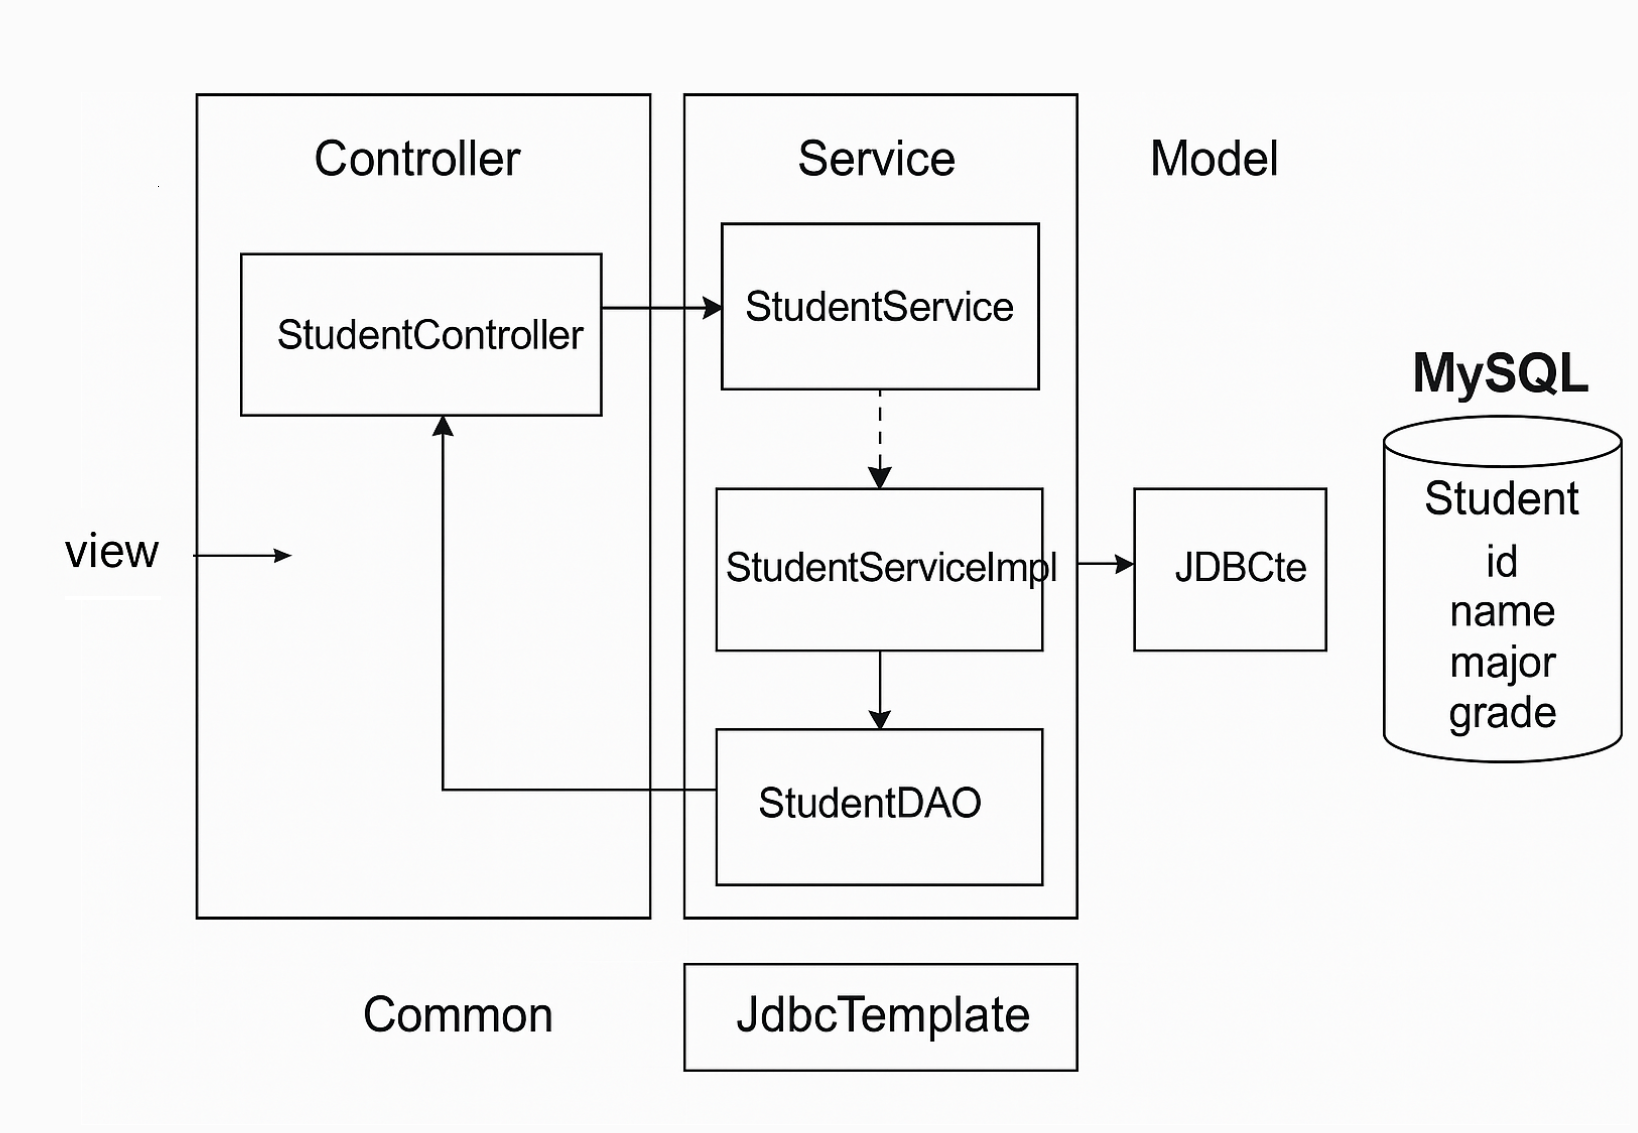 Controller
Service
Model
StudentController
StudentService
MySQL
view
StudentServiceImpl
JDBCte
Student
id
name
major
grade
StudentDAO
Common
JdbcTemplate